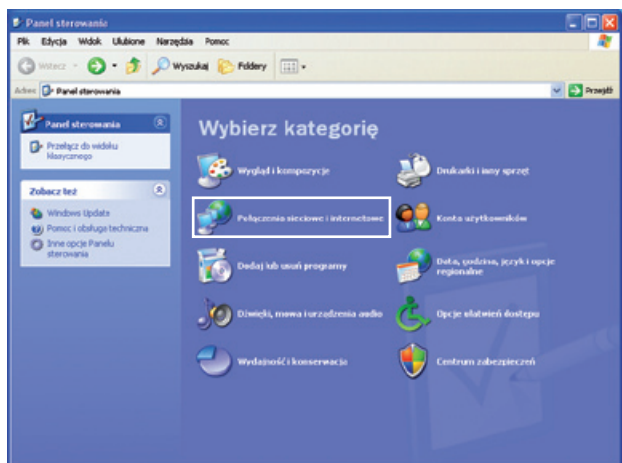 Panel sterowania
Plik Edycja Widok Ulubione Narzędzia Pomoc
Wstecz Wyszukaj Foldery
Adres Panel sterowania Przejdź
Panel sterowania
Przełącz do widoku
klasycznego
Zobacz też
Windows Update
Pomoc i obsługa techniczna
Inne opcje Panelu
sterowania
Wybierz kategorię
Wygląd i kompozycje
Drukarki i inny sprzęt
Połączenia sieciowe i internetowe
Konta użytkowników
Dodaj lub usuń programy
Data, godzina, język i opcje
regionalne
Dźwięki, mowa i urządzenia audio
Opcje ułatwień dostępu
Wydajność i konserwacja
Centrum zabezpieczeń